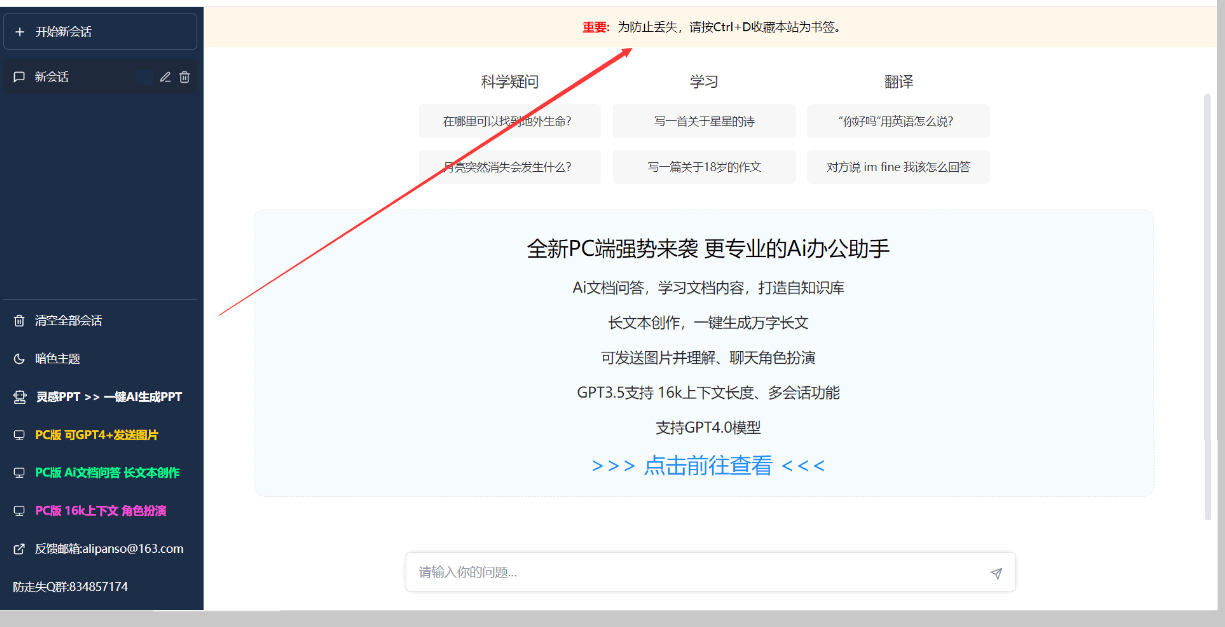 开始新会话
新会话
清空全部会话
暗色主题
灵感PPT >> 一键AI生成PPT
PC版 可GPT4+发送图片
PC版 Ai文档问答 长文本创作
PC版 16k上下文 角色扮演
反馈邮箱:alipanso@163.com
防走失Q群:834857174
重要: 为防止丢失，请按Ctrl+D收藏本站为书签。
科学疑问
学习
翻译
在哪里可以找到地外生命?
写一首关于星星的诗
“你好吗”用英语怎么说?
月亮突然消失会发生什么?
写一篇关于18岁的作文
对方说 im fine 我该怎么回答
全新PC端强势来袭 更专业的Ai办公助手
Ai文档问答，学习文档内容，打造自知识库
长文本创作，一键生成万字长文
可发送图片并理解、聊天角色扮演
GPT3.5支持 16k上下文长度、多会话功能
支持GPT4.0模型
>>> 点击前往查看 <<<
请输入你的问题...